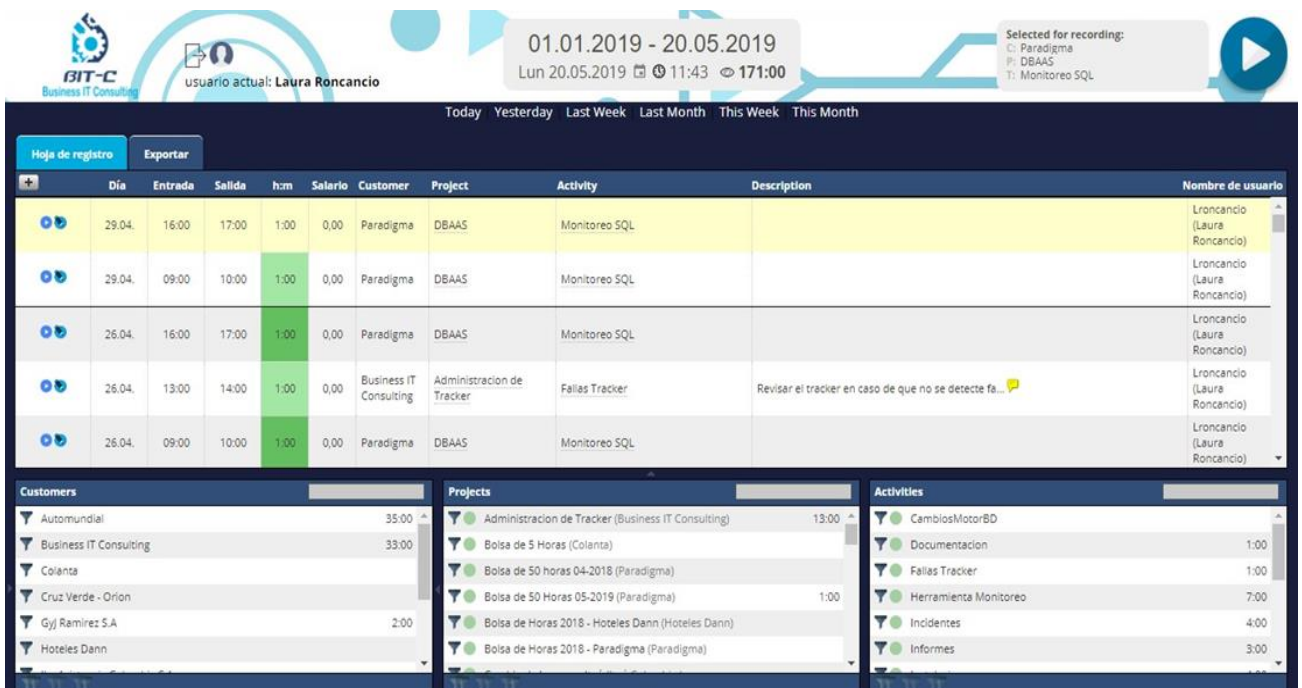 BIT-C
Business IT Consulting
usuario actual: Laura Roncancio
01.01.2019 - 20.05.2019
Lun 20.05.2019 11:43 171:00
Selected for recording:
C: Paradigma
P: DBAAS
T: Monitoreo SQL
Today Yesterday Last Week Last Month This Week This Month
Hoja de registro Exportar
+ Día Entrada Salida h:m Salario Customer Project Activity Description Nombre de usuario
29.04. 16:00 17:00 1:00 0,00 Paradigma DBAAS Monitoreo SQL Lroncancio (Laura Roncancio)
29.04. 09:00 10:00 1:00 0,00 Paradigma DBAAS Monitoreo SQL Lroncancio (Laura Roncancio)
26.04. 16:00 17:00 1:00 0,00 Paradigma DBAAS Monitoreo SQL Lroncancio (Laura Roncancio)
26.04. 13:00 14:00 1:00 0,00 Business IT Consulting Administracion de Tracker Fallas Tracker Revisar el tracker en caso de que no se detecte fa... Lroncancio (Laura Roncancio)
26.04. 09:00 10:00 1:00 0,00 Paradigma DBAAS Monitoreo SQL Lroncancio (Laura Roncancio)
Customers
Automundial 35:00
Business IT Consulting 33:00
Colanta
Cruz Verde - Orion
GyJ Ramirez S.A 2:00
Hoteles Dann
Projects
Administracion de Tracker (Business IT Consulting) 13:00
Bolsa de 5 Horas (Colanta)
Bolsa de 50 horas 04-2018 (Paradigma)
Bolsa de 50 Horas 05-2019 (Paradigma) 1:00
Bolsa de Horas 2018 - Hoteles Dann (Hoteles Dann)
Bolsa de Horas 2018 - Paradigma (Paradigma)
Activities
CambiosMotorBD
Documentacion 1:00
Fallas Tracker 1:00
Herramienta Monitoreo 7:00
Incidentes 4:00
Informes 3:00